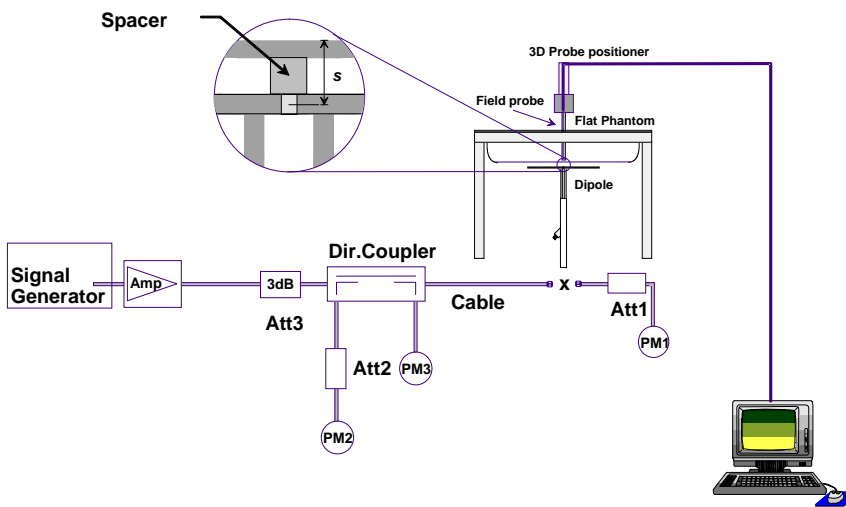 Spacer
s
3D Probe positioner
Field probe
Flat Phantom
Dipole
Dir.Coupler
Signal
Generator
Amp
3dB
Cable
x
Att1
Att3
PM1
Att2
PM3
PM2